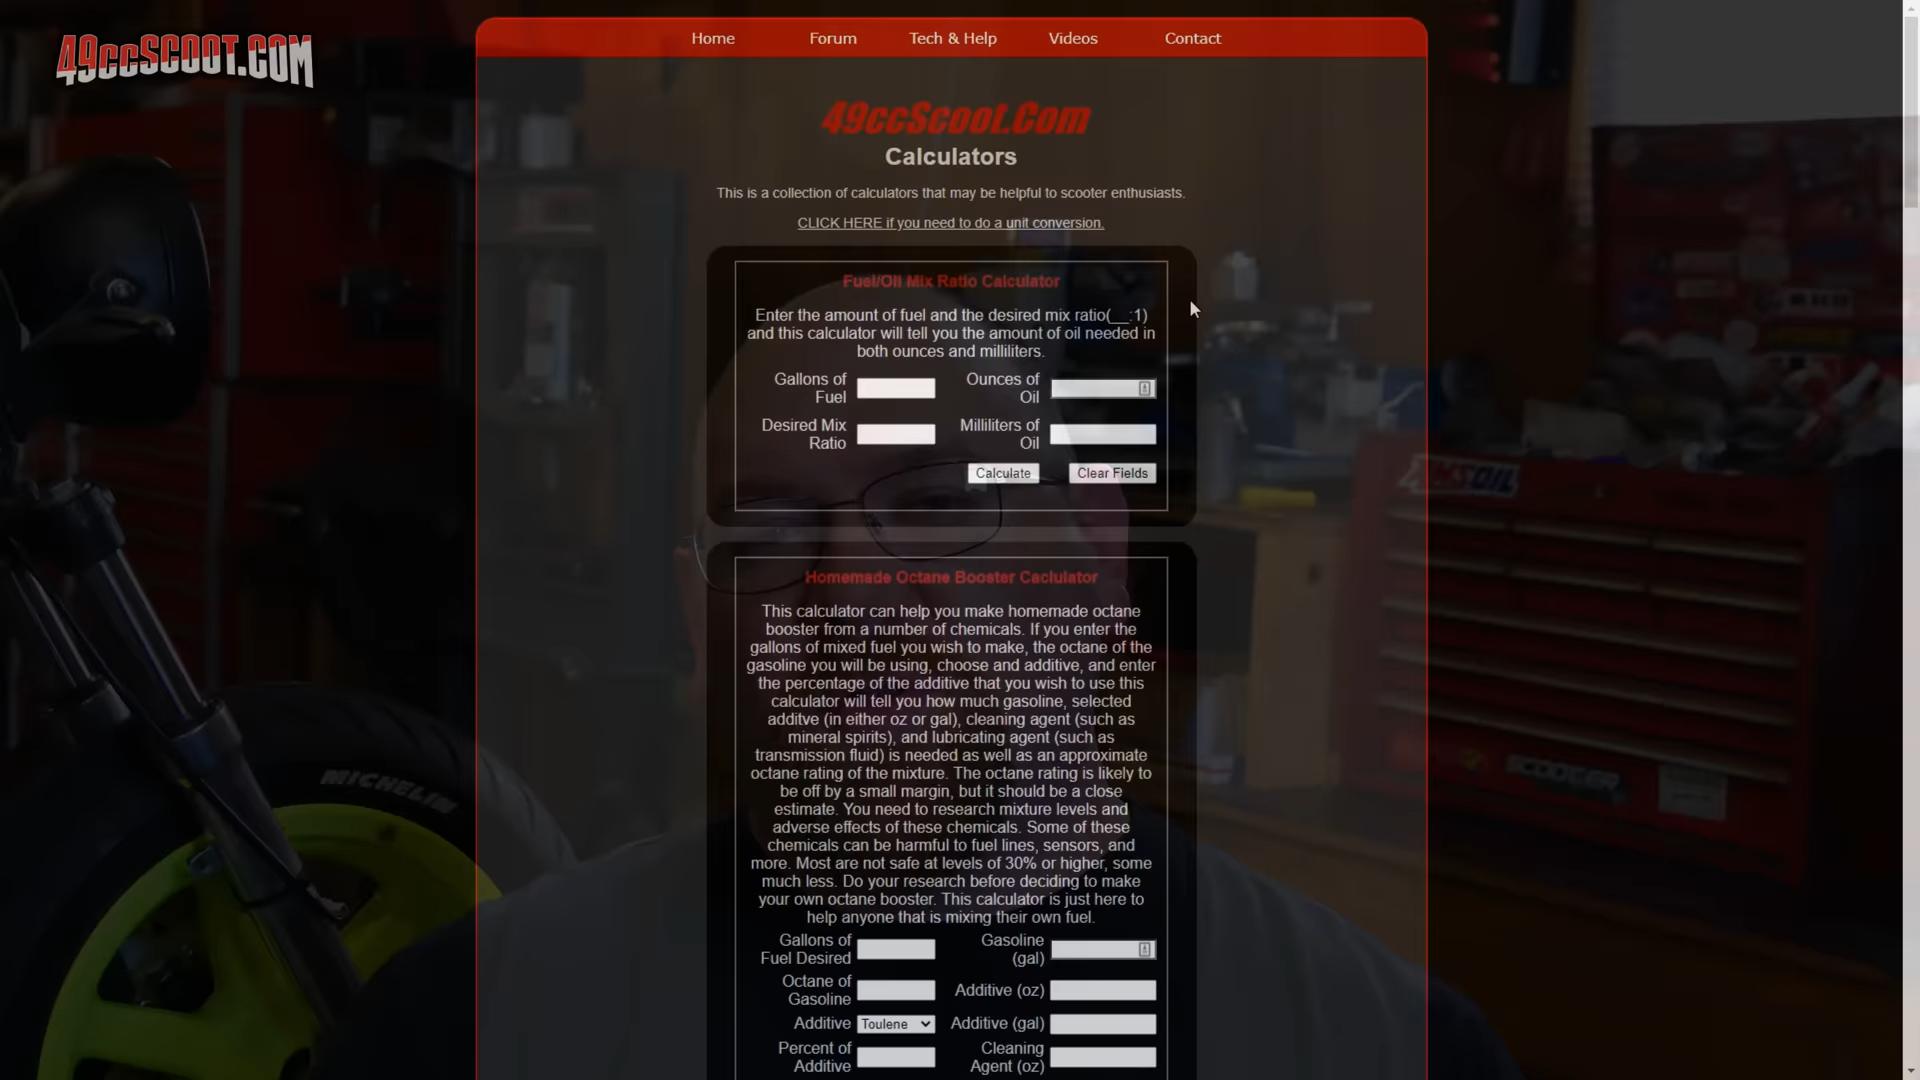 49ccSCOOT.COM
Home Forum Tech & Help Videos Contact
49ccScoot.Com
Calculators
This is a collection of calculators that may be helpful to scooter enthusiasts.
CLICK HERE if you need to do a unit conversion.
Fuel/Oil Mix Ratio Calculator
Enter the amount of fuel and the desired mix ratio(__:1)
and this calculator will tell you the amount of oil needed in
both ounces and milliliters.
Gallons of Fuel
Ounces of Oil
Desired Mix Ratio
Milliliters of Oil
Calculate Clear Fields
AMSOIL
Homemade Octane Booster Caclulator
This calculator can help you make homemade octane
booster from a number of chemicals. If you enter the
gallons of mixed fuel you wish to make, the octane of the
gasoline you will be using, choose and additive, and enter
the percentage of the additive that you wish to use this
calculator will tell you how much gasoline, selected
additve (in either oz or gal), cleaning agent (such as
mineral spirits), and lubricating agent (such as
transmission fluid) is needed as well as an approximate
octane rating of the mixture. The octane rating is likely to
be off by a small margin, but it should be a close
estimate. You need to research mixture levels and
adverse effects of these chemicals. Some of these
chemicals can be harmful to fuel lines, sensors, and
more. Most are not safe at levels of 30% or higher, some
much less. Do your research before deciding to make
your own octane booster. This calculator is just here to
help anyone that is mixing their own fuel.
MICHELIN
SCOOTER
Gallons of Fuel Desired
Gasoline (gal)
Octane of Gasoline
Additive (oz)
Additive Toulene
Additive (gal)
Percent of Additive
Cleaning Agent (oz)